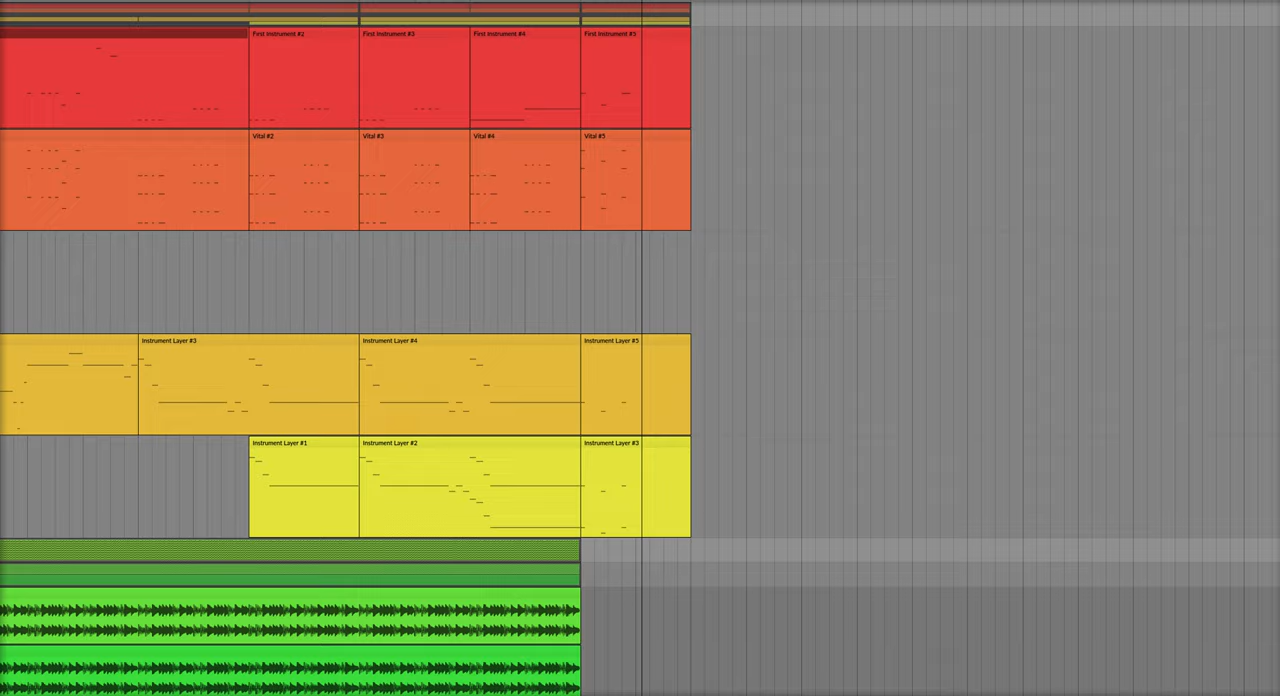 First Instrument #2
First Instrument #3
First Instrument #4
First Instrument #5
Vital #2
Vital #3
Vital #4
Vital #5
Instrument Layer #3
Instrument Layer #4
Instrument Layer #5
Instrument Layer #1
Instrument Layer #2
Instrument Layer #3